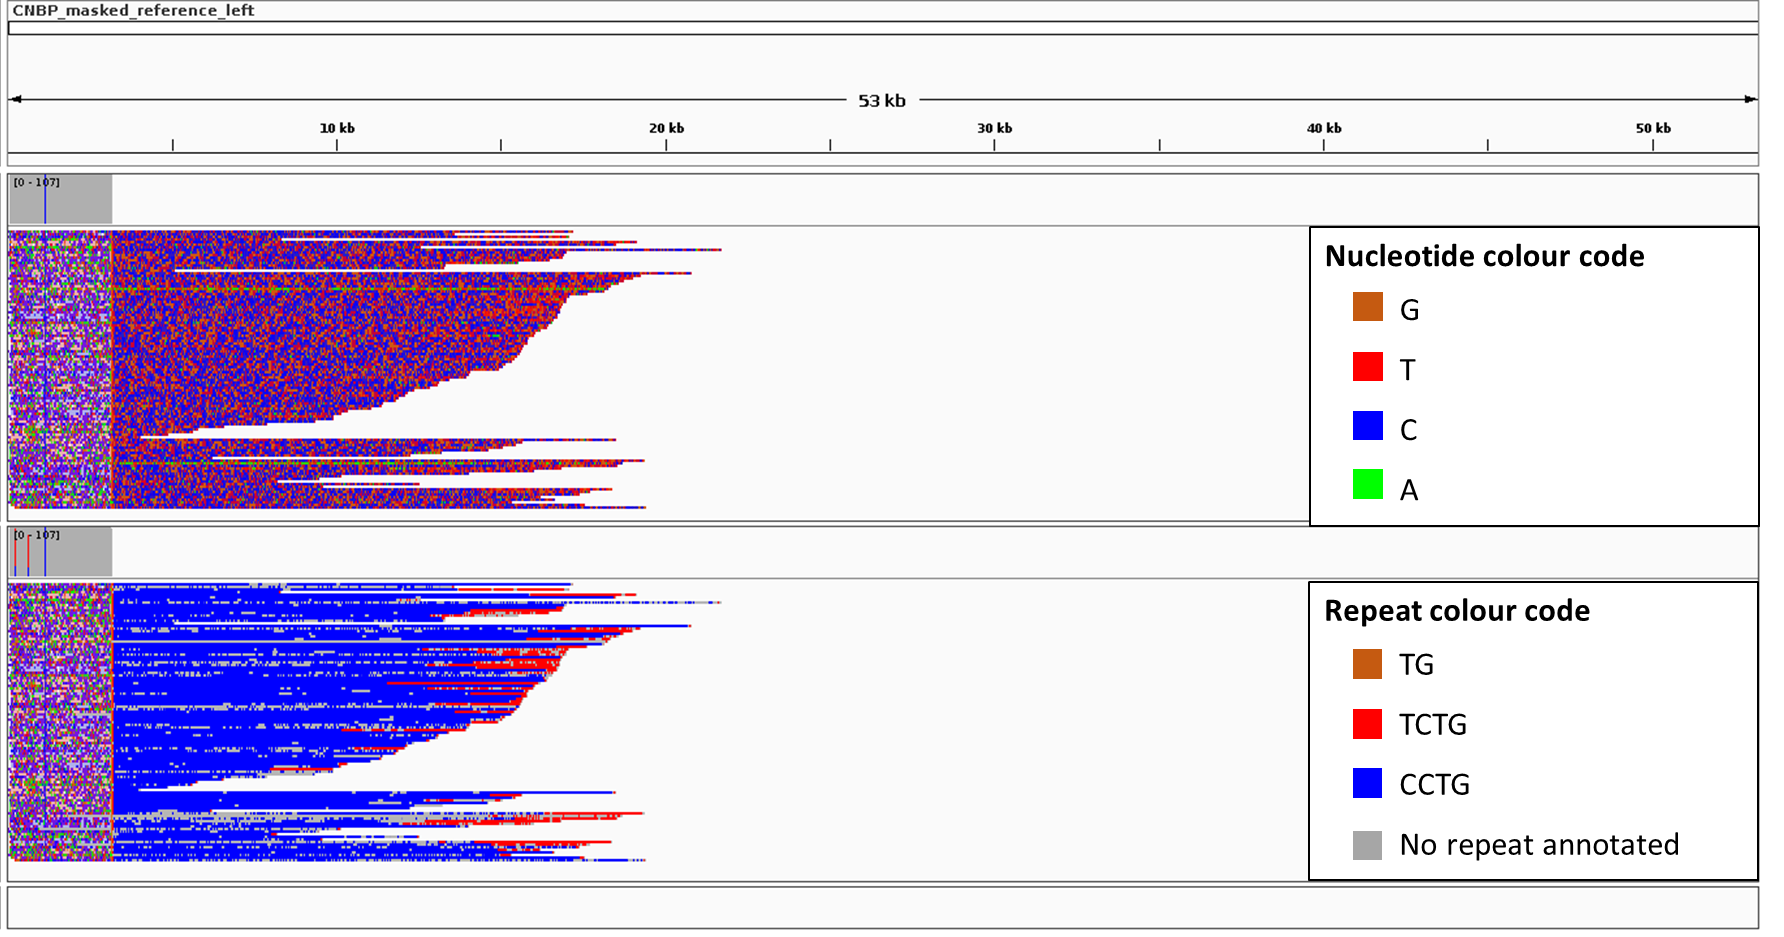 CNBP_masked_reference_left
53 kb
10 kb 20 kb 30 kb 40 kb 50 kb
[0 - 107]
Nucleotide colour code
G
T
C
A
[0 - 107]
Repeat colour code
TG
TCTG
CCTG
No repeat annotated